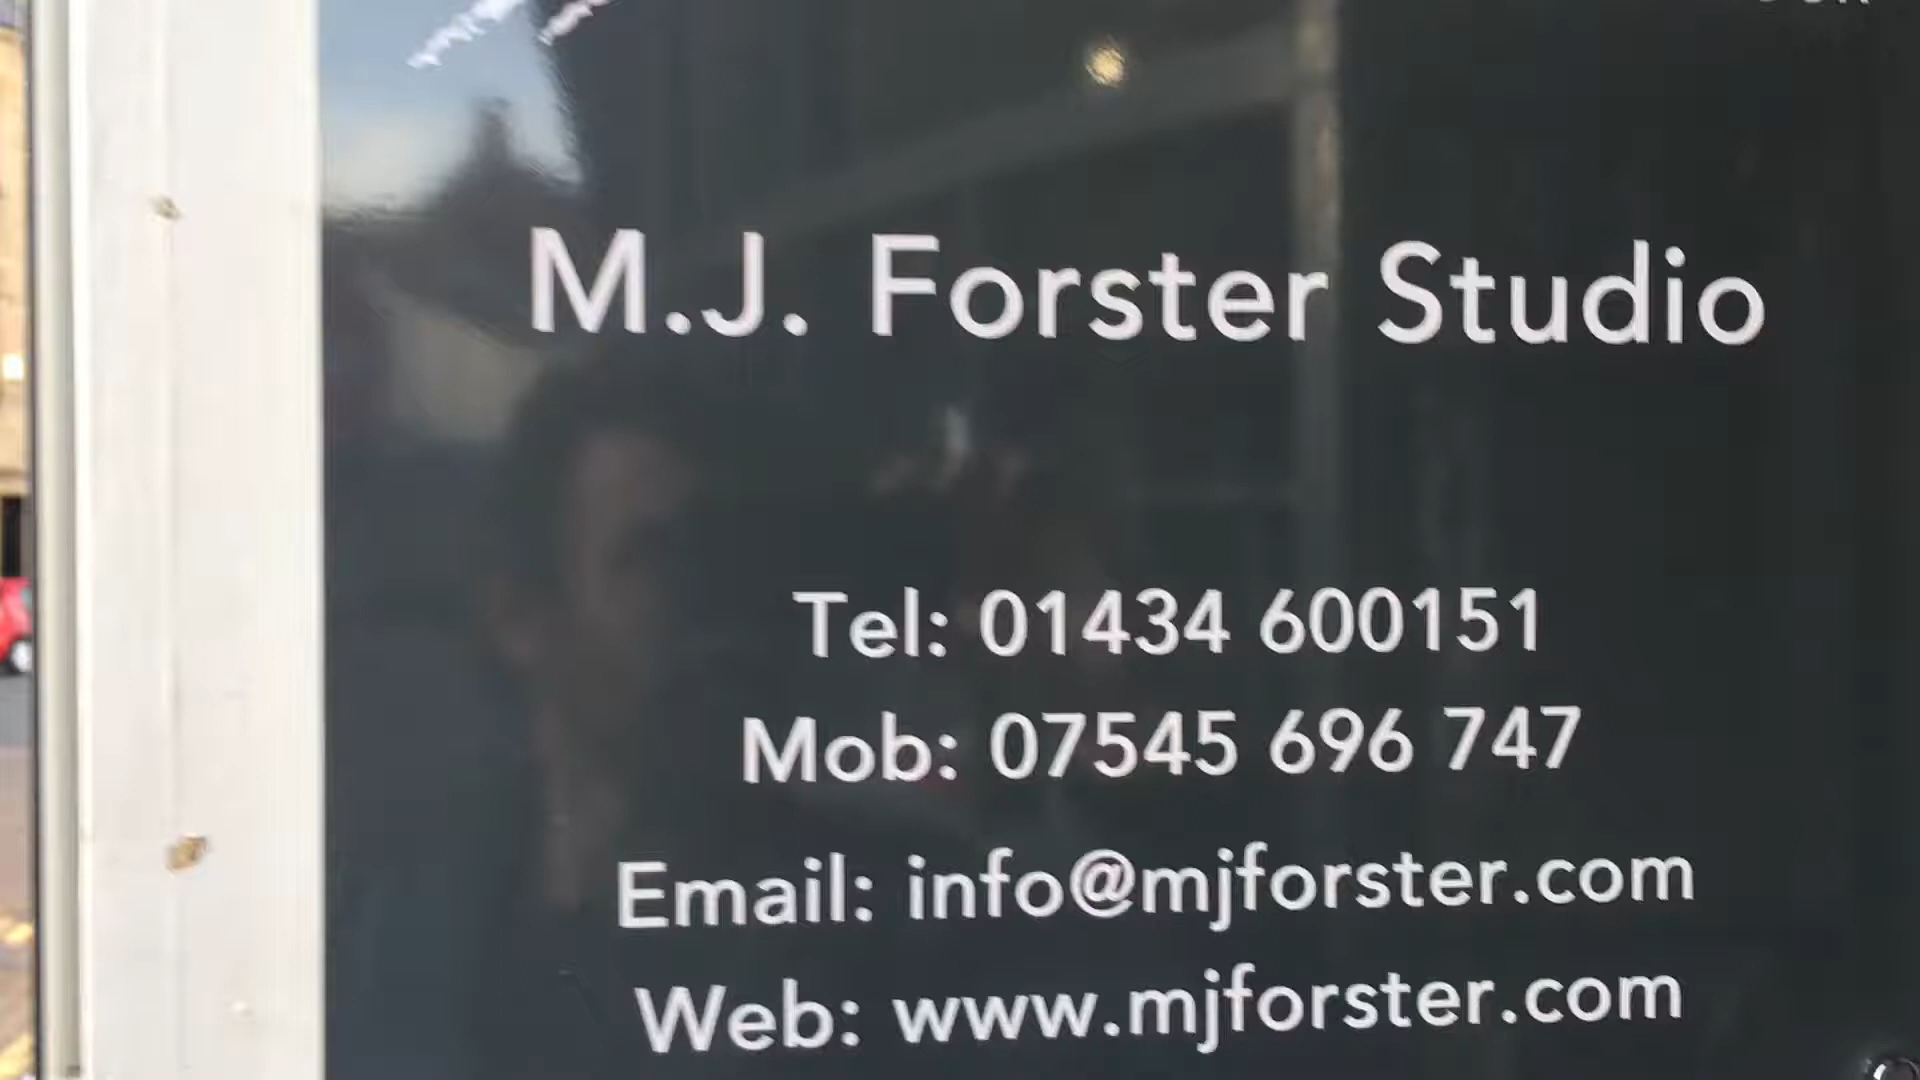 M.J. Forster Studio
Tel: 01434 600151
Mob: 07545 696 747
Email: info@mjforster.com
Web: www.mjforster.com